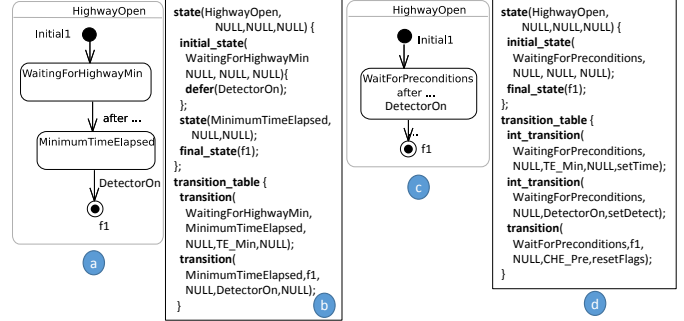 HighwayOpen
Initial1
WaitingForHighwayMin
after ...
MinimumTimeElapsed
DetectorOn
f1
a
state(HighwayOpen,
NULL,NULL,NULL) {
initial_state(
WaitingForHighwayMin
NULL, NULL, NULL){
defer(DetectorOn);
};
state(MinimumTimeElapsed,
NULL,NULL);
final_state(f1);
};
transition_table {
transition(
WaitingForHighwayMin,
MinimumTimeElapsed,
NULL,TE_Min,NULL);
transition(
MinimumTimeElapsed,f1,
NULL,DetectorOn,NULL);
}
b
HighwayOpen
Initial1
WaitForPreconditions
after ...
DetectorOn
..
f1
c
state(HighwayOpen,
NULL,NULL,NULL) {
initial_state(
WaitingForPreconditions,
NULL, NULL, NULL);
final_state(f1);
};
transition_table {
int_transition(
WaitingForPreconditions,
NULL,TE_Min,NULL,setTime);
int_transition(
WaitingForPreconditions,
NULL,DetectorOn,setDetect);
transition(
WaitForPreconditions,f1,
NULL,CHE_Pre,resetFlags);
}
d